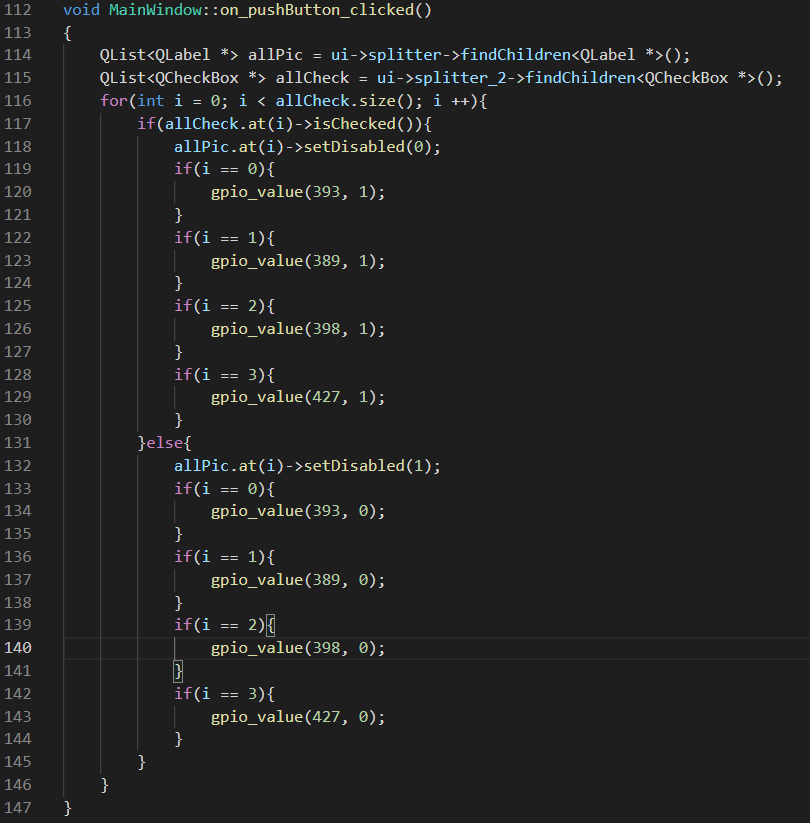 112 void MainWindow::on_pushButton_clicked()
113 {
114     QList<QLabel *> allPic = ui->splitter->findChildren<QLabel *>();
115     QList<QCheckBox *> allCheck = ui->splitter_2->findChildren<QCheckBox *>();
116     for(int i = 0; i < allCheck.size(); i ++){
117         if(allCheck.at(i)->isChecked()){
118             allPic.at(i)->setDisabled(0);
119             if(i == 0){
120                 gpio_value(393, 1);
121             }
122             if(i == 1){
123                 gpio_value(389, 1);
124             }
125             if(i == 2){
126                 gpio_value(398, 1);
127             }
128             if(i == 3){
129                 gpio_value(427, 1);
130             }
131         }else{
132             allPic.at(i)->setDisabled(1);
133             if(i == 0){
134                 gpio_value(393, 0);
135             }
136             if(i == 1){
137                 gpio_value(389, 0);
138             }
139             if(i == 2){
140                 gpio_value(398, 0);
141             }
142             if(i == 3){
143                 gpio_value(427, 0);
144             }
145         }
146     }
147 }